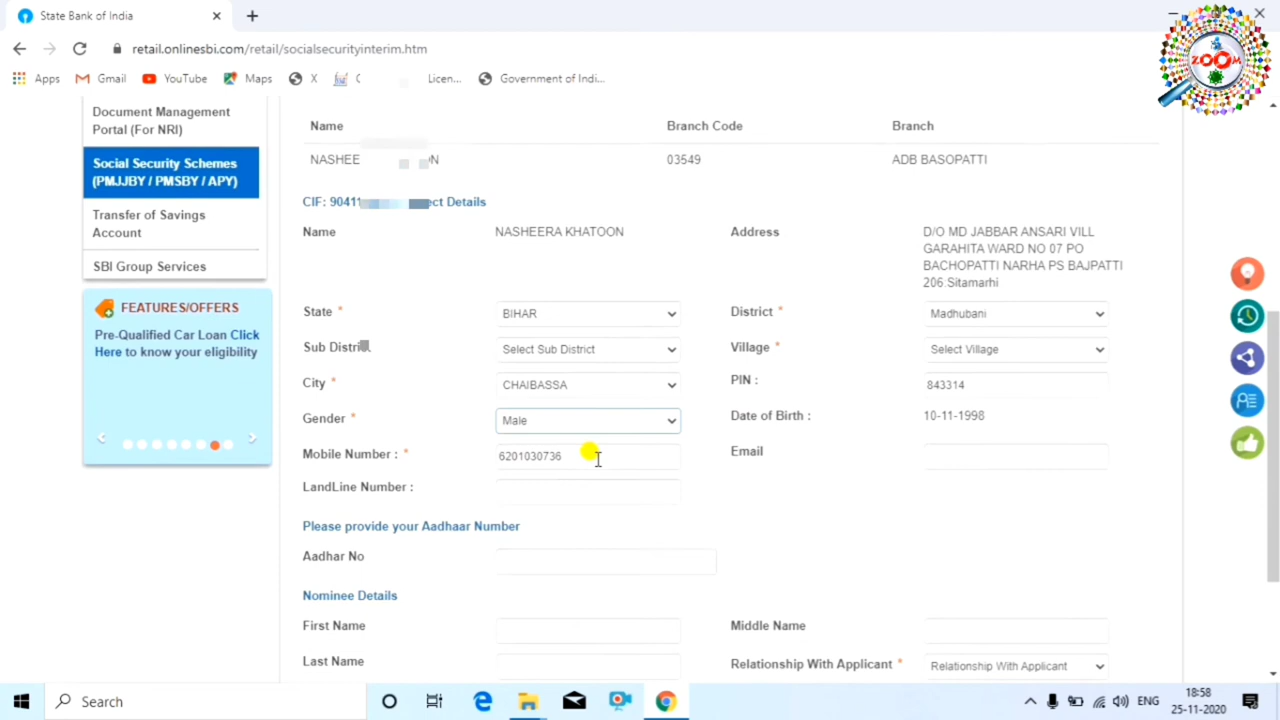 State Bank of India
retail.onlinesbi.com/retail/socialsecurityinterim.htm
Apps Gmail YouTube Maps X Licen... Government of Indi...
ZOOM
Document Management
Portal (For NRI)
Social Security Schemes
(PMJJBY / PMSBY / APY)
Transfer of Savings
Account
SBI Group Services
FEATURES/OFFERS
Pre-Qualified Car Loan Click
Here to know your eligibility
Name Branch Code Branch
NASHEE N 03549 ADB BASOPATTI
CIF: 90411 ect Details
Name NASHEERA KHATOON Address D/O MD JABBAR ANSARI VILL
GARAHITA WARD NO 07 PO
BACHOPATTI NARHA PS BAJPATTI
206 Sitamarhi
State * BIHAR District * Madhubani
Sub Distri Select Sub District Village * Select Village
City * CHAIBASSA PIN : 843314
Gender * Male Date of Birth : 10-11-1998
Mobile Number : * 6201030736 Email
LandLine Number :
Please provide your Aadhaar Number
Aadhar No
Nominee Details
First Name Middle Name
Last Name Relationship With Applicant * Relationship With Applicant
Search
ENG
18:58
25-11-2020